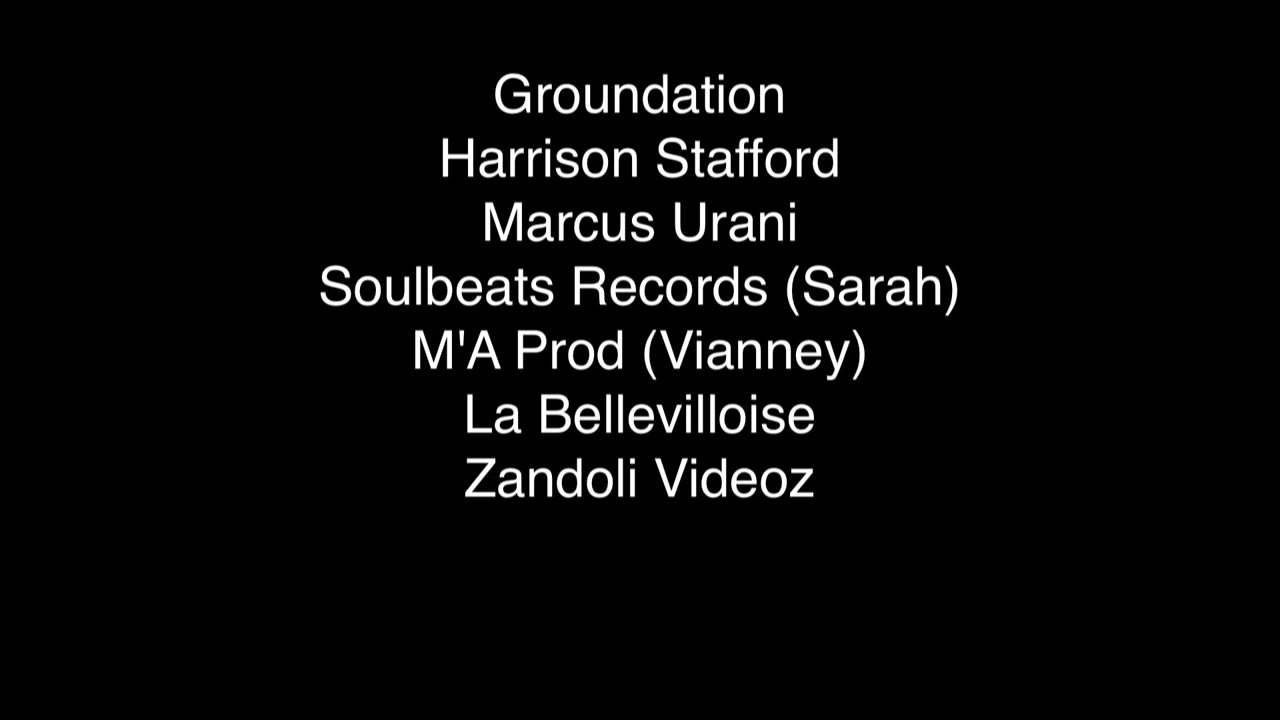 Groundation
Harrison Stafford
Marcus Urani
Soulbeats Records (Sarah)
M'A Prod (Vianney)
La Bellevilloise
Zandoli Videoz